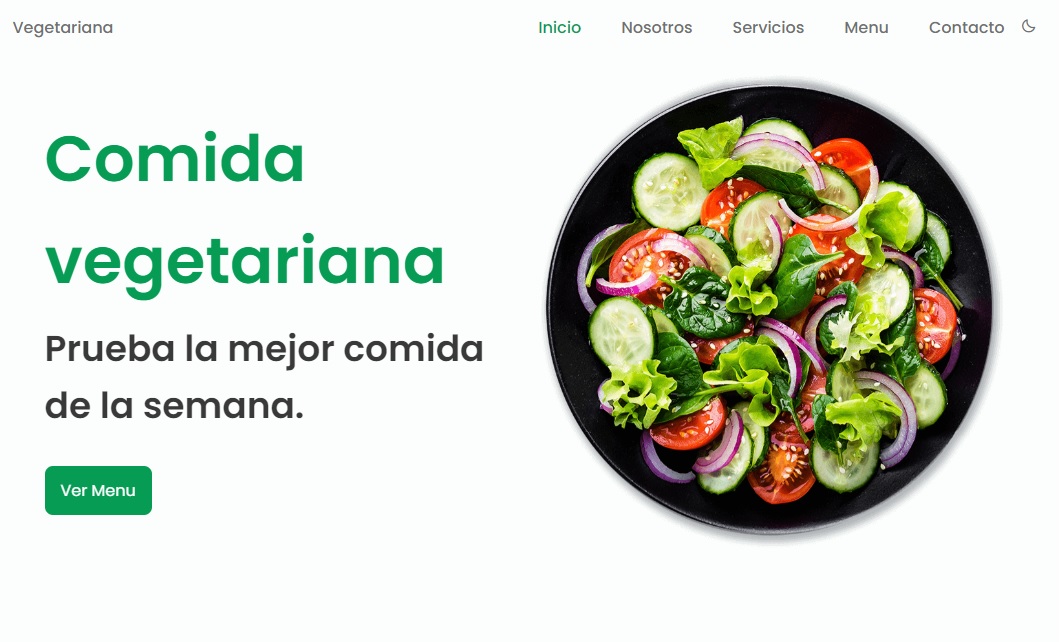 Vegetariana
Inicio Nosotros Servicios Menu Contacto
Comida
vegetariana
Prueba la mejor comida
de la semana.
Ver Menu